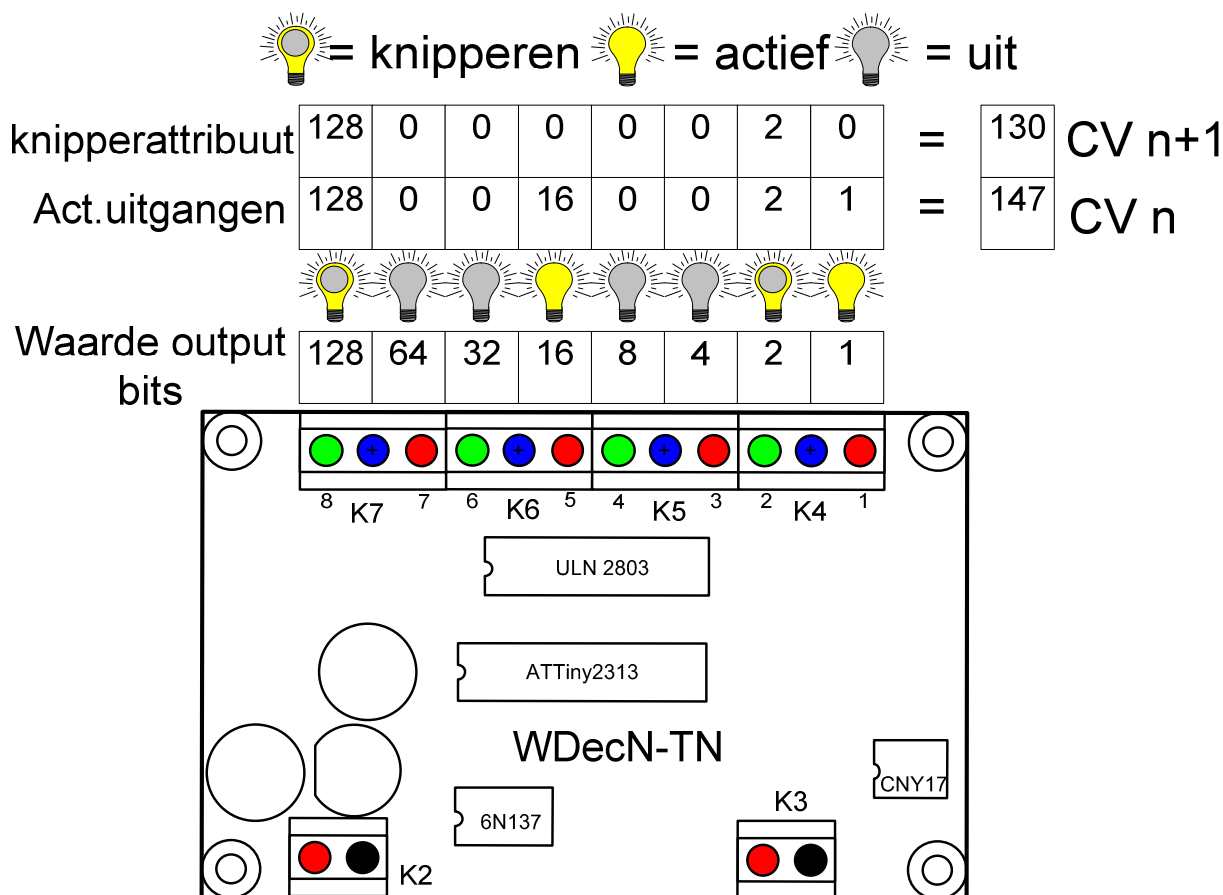 = knipperen = actief = uit
knipperattribuut 128 0 0 0 0 0 2 0 = 130 CV n+1
Act.uitgangen 128 0 0 16 0 0 2 1 = 147 CV n
Waarde output bits 128 64 32 16 8 4 2 1
+ + + +
8 K7 7 6 K6 5 4 K5 3 2 K4 1
ULN 2803
ATTiny2313
WDecN-TN
CNY17
K3
6N137
K2